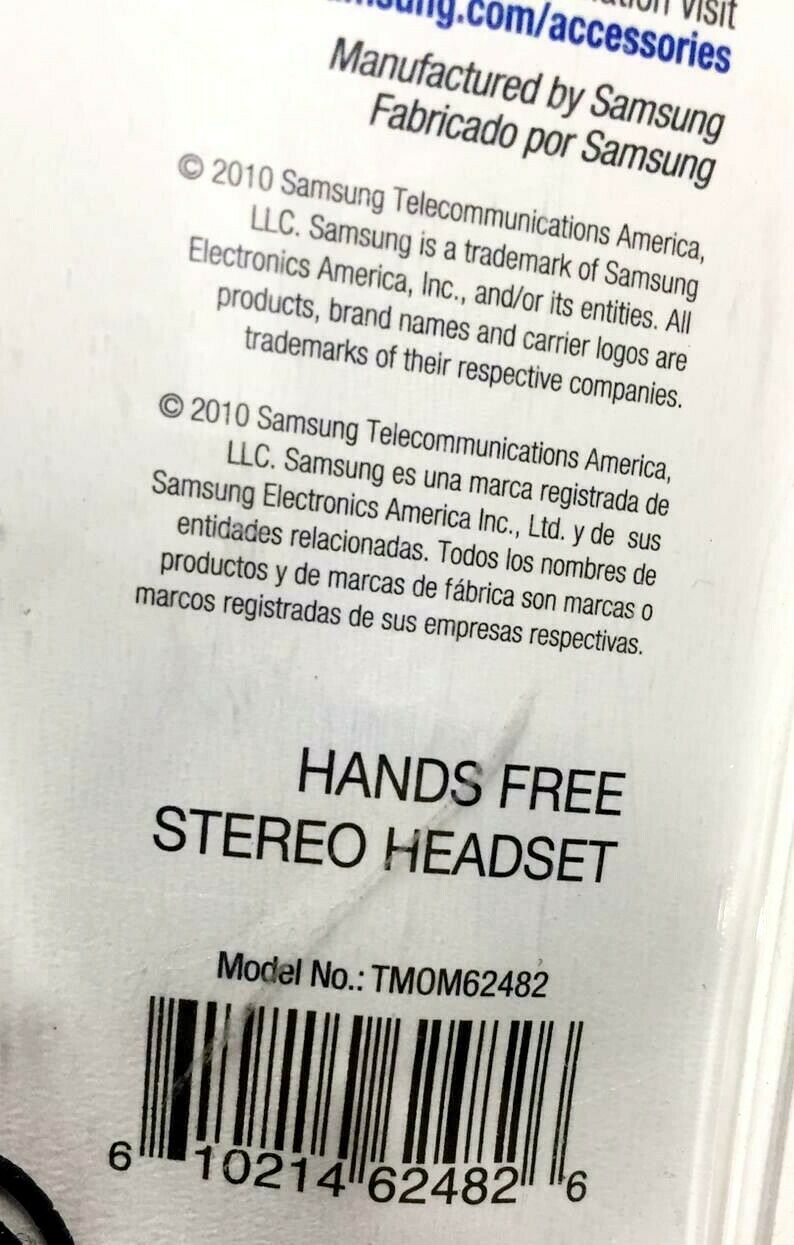 visit
.com/accessories
Manufactured by Samsung
Fabricado por Samsung
© 2010 Samsung Telecommunications America,
LLC. Samsung is a trademark of Samsung
Electronics America, Inc., and/or its entities. All
products, brand names and carrier logos are
trademarks of their respective companies.
© 2010 Samsung Telecommunications America,
LLC. Samsung es una marca registrada de
Samsung Electronics America Inc., Ltd. y de sus
entidades relacionadas. Todos los nombres de
productos y de marcas de fábrica son marcas o
marcos registradas de sus empresas respectivas.
HANDS FREE
STEREO HEADSET
Model No.: TMOM62482
6 10214 62482 6